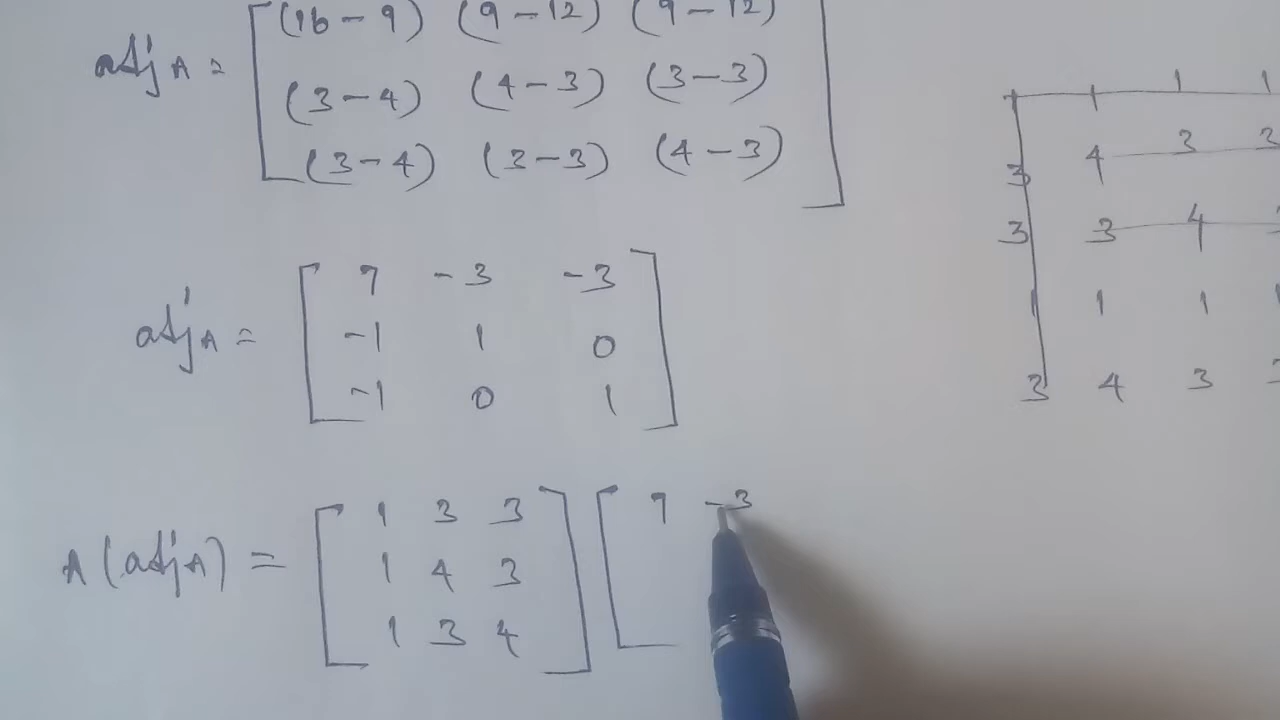 adj A = (16 - 9) (9 - 12) (9 - 12)
(3 - 4) (4 - 3) (3 - 3)
(3 - 4) (3 - 3) (4 - 3)
adj A = 7 -3 -3
-1 1 0
-1 0 1
A (adj A) = 1 3 3 7 -3
1 4 3
1 3 4
1 1 1 1
3 4 3 3
3 3 4
1 1 1
3 4 3